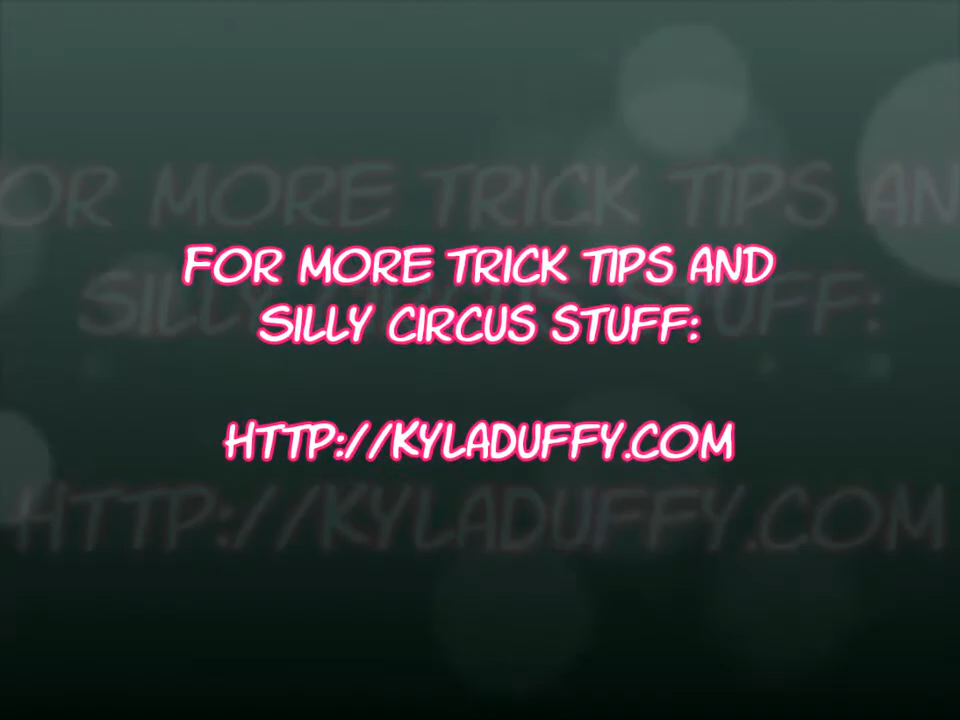 FOR MORE TRICK TIPS AND
SILLY CIRCUS STUFF:
HTTP://KYLADUFFY.COM